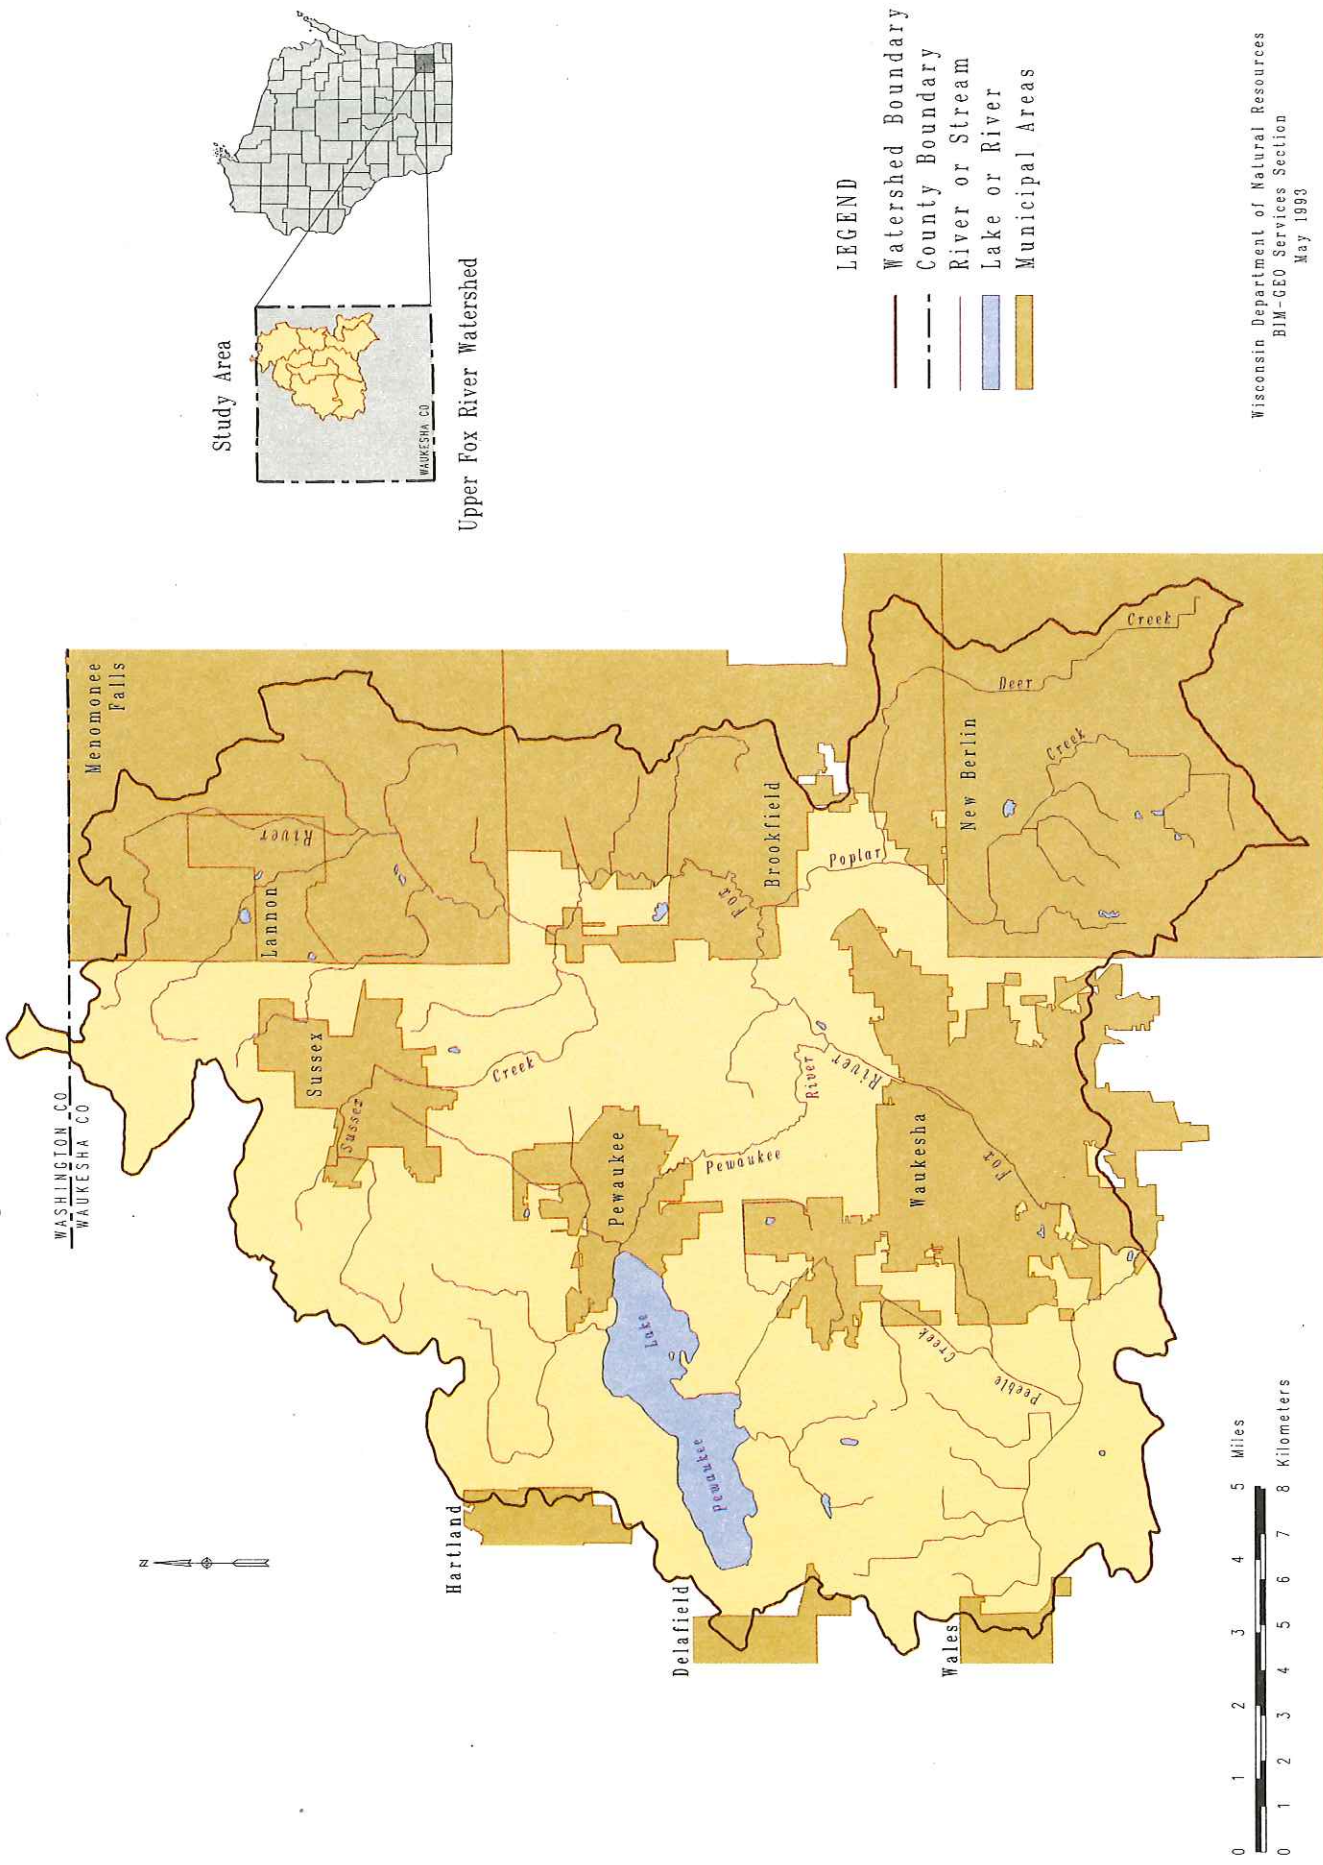 Study Area
WAUKESHA CO
Upper Fox River Watershed
WASHINGTON CO
WAUKESHA CO
Menomonee
Falls
River
Lannon
Sussex
Sussex
Creek
Hartland
Pewaukee
Pewaukee
River
Pewaukee
Lake
Fox
Brookfield
Poplar
Creek
River
Delafield
Waukesha
Fox
Creek
Peeble
Wales
New Berlin
Deer
Creek
N
LEGEND
Watershed Boundary
County Boundary
River or Stream
Lake or River
Municipal Areas
0 1 2 3 4 5 Miles
0 1 2 3 4 5 6 7 8 Kilometers
Wisconsin Department of Natural Resources
BIM-GEO Services Section
May 1993